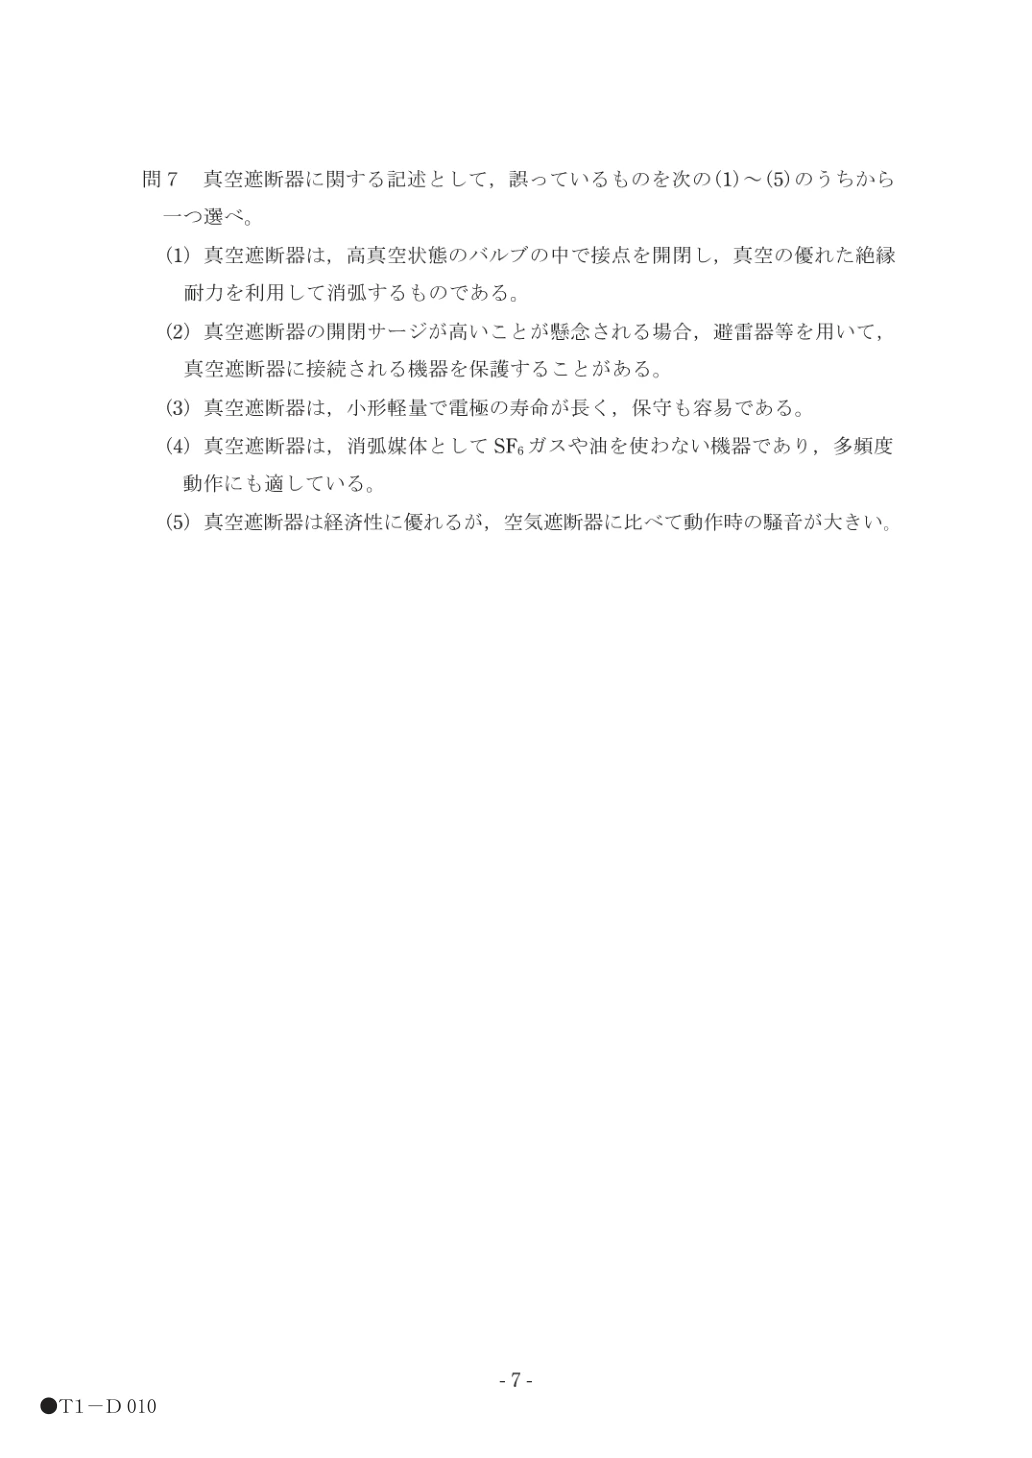 問７　真空遮断器に関する記述として，誤っているものを次の(1)～(5)のうちから
一つ選べ。
(1) 真空遮断器は，高真空状態のバルブの中で接点を開閉し，真空の優れた絶縁
耐力を利用して消弧するものである。
(2) 真空遮断器の開閉サージが高いことが懸念される場合，避雷器等を用いて，
真空遮断器に接続される機器を保護することがある。
(3) 真空遮断器は，小形軽量で電極の寿命が長く，保守も容易である。
(4) 真空遮断器は，消弧媒体として SF₆ ガスや油を使わない機器であり，多頻度
動作にも適している。
(5) 真空遮断器は経済性に優れるが，空気遮断器に比べて動作時の騒音が大きい。
- 7 -
●T1－D 010